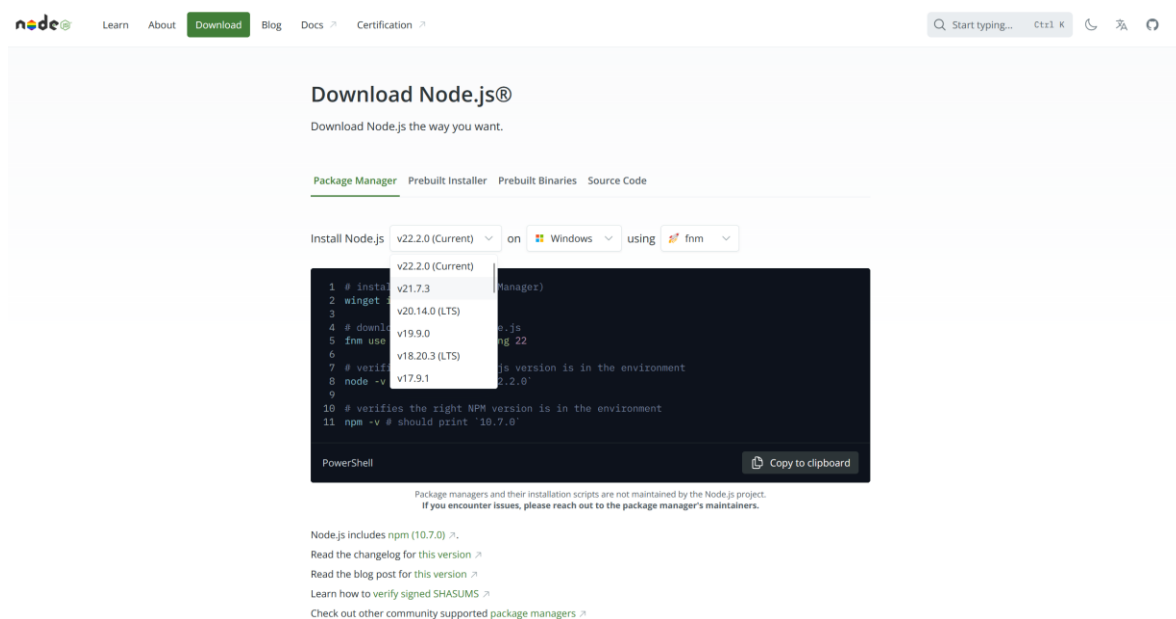 node JS Learn About Download Blog Docs Certification Start typing... Ctrl K
Download Node.js®
Download Node.js the way you want.
Package Manager Prebuilt Installer Prebuilt Binaries Source Code
Install Node.js v22.2.0 (Current) on Windows using fnm
v22.2.0 (Current)
v21.7.3
v20.14.0 (LTS)
v19.9.0
v18.20.3 (LTS)
v17.9.1
1 # instal Manager)
2 winget i
3
4 # downlo e.js
5 fnm use ng 22
6
7 # verifi js version is in the environment
8 node -v 2.2.0`
9
10 # verifies the right NPM version is in the environment
11 npm -v # should print `10.7.0`
PowerShell Copy to clipboard
Package managers and their installation scripts are not maintained by the Node.js project.
If you encounter issues, please reach out to the package manager's maintainers.
Node.js includes npm (10.7.0) ↗.
Read the changelog for this version ↗
Read the blog post for this version ↗
Learn how to verify signed SHASUMS ↗
Check out other community supported package managers ↗